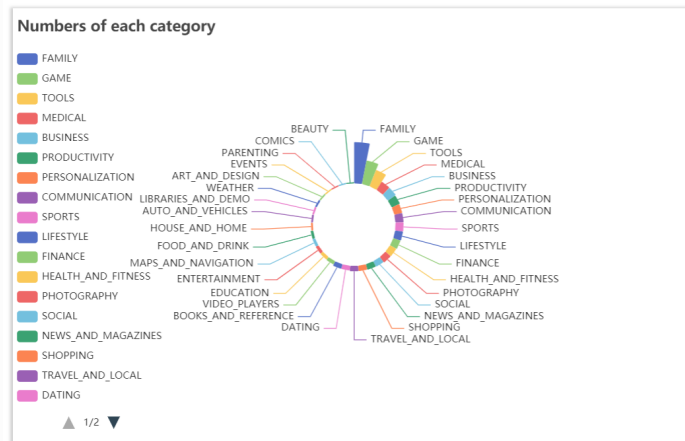 Numbers of each category
FAMILY
GAME
TOOLS
MEDICAL
BUSINESS
PRODUCTIVITY
PERSONALIZATION
COMMUNICATION
SPORTS
LIFESTYLE
FINANCE
HEALTH_AND_FITNESS
PHOTOGRAPHY
SOCIAL
NEWS_AND_MAGAZINES
SHOPPING
TRAVEL_AND_LOCAL
DATING
1/2
FAMILY
GAME
TOOLS
MEDICAL
BUSINESS
PRODUCTIVITY
PERSONALIZATION
COMMUNICATION
SPORTS
LIFESTYLE
FINANCE
HEALTH_AND_FITNESS
PHOTOGRAPHY
SOCIAL
NEWS_AND_MAGAZINES
SHOPPING
TRAVEL_AND_LOCAL
DATING
BOOKS_AND_REFERENCE
VIDEO_PLAYERS
EDUCATION
ENTERTAINMENT
MAPS_AND_NAVIGATION
FOOD_AND_DRINK
HOUSE_AND_HOME
AUTO_AND_VEHICLES
LIBRARIES_AND_DEMO
WEATHER
ART_AND_DESIGN
EVENTS
PARENTING
COMICS
BEAUTY